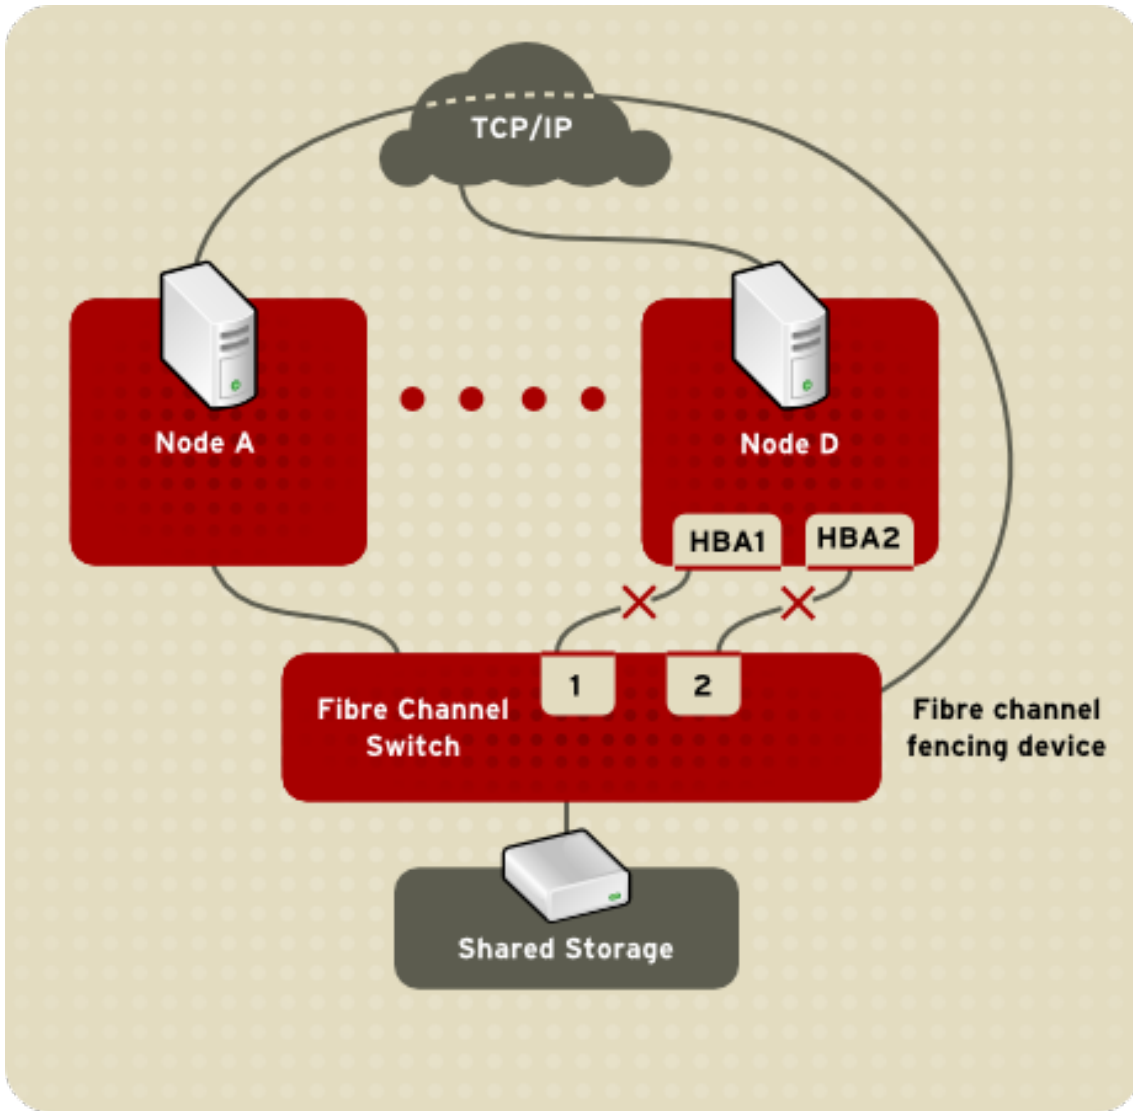 TCP/IP
Node A
Node D
HBA1
HBA2
1
2
Fibre Channel
Switch
Fibre channel
fencing device
Shared Storage